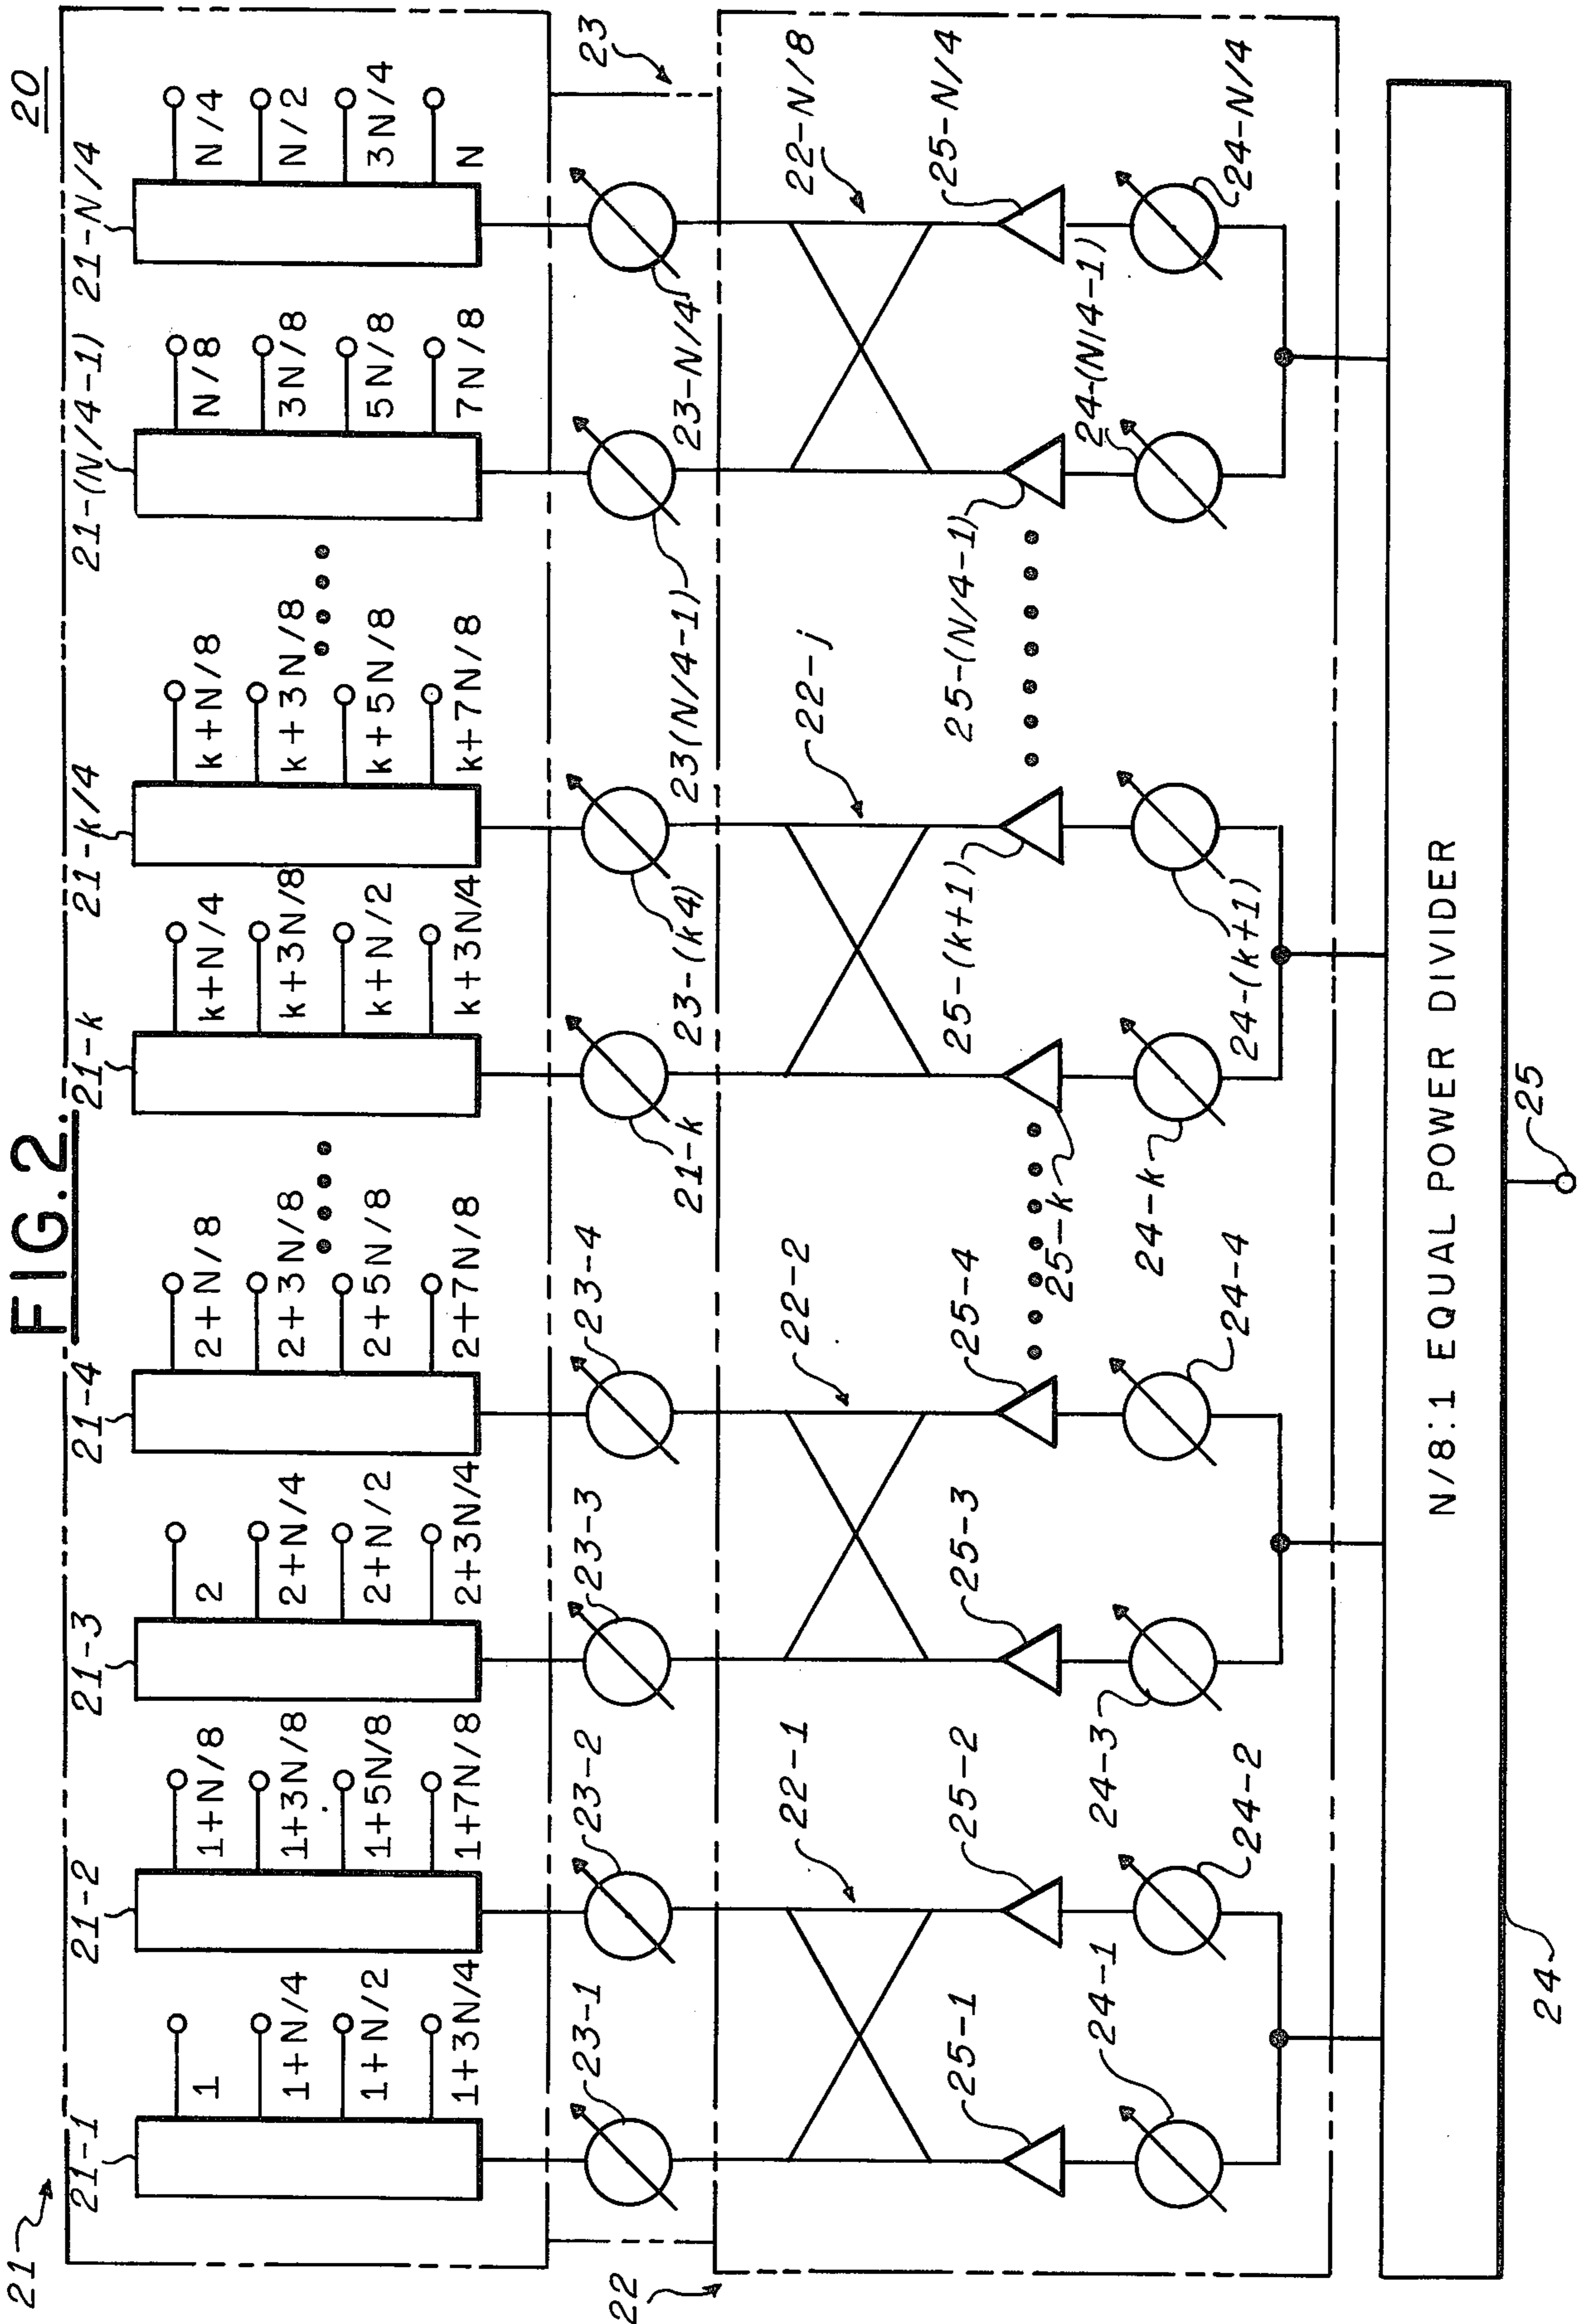 FIG.2.
20
21
21-1
21-2
21-3
21-4
21-k
21-k/4
21-(N/4-1)
21-N/4
1
1+N/4
1+N/2
1+3N/4
1+N/8
1+3N/8
1+5N/8
1+7N/8
2
2+N/4
2+N/2
2+3N/4
2+N/8
2+3N/8
2+5N/8
2+7N/8
k+N/4
k+3N/8
k+N/2
k+3N/4
k+N/8
k+3N/8
k+5N/8
k+7N/8
N/8
3N/8
5N/8
7N/8
N/4
N/2
3N/4
N
23-1
23-2
23-3
23-4
21-k
23-(k4)
23(N/4-1)
23-N/4
23
22
22-1
22-2
22-j
22-N/8
25-1
25-2
25-3
25-4
25-k
25-(k+1)
25-(N/4-1)
25-N/4
24-1
24-2
24-3
24-4
24-k
24-(k+1)
24-(N/4-1)
24-N/4
N/8:1 EQUAL POWER DIVIDER
24
25